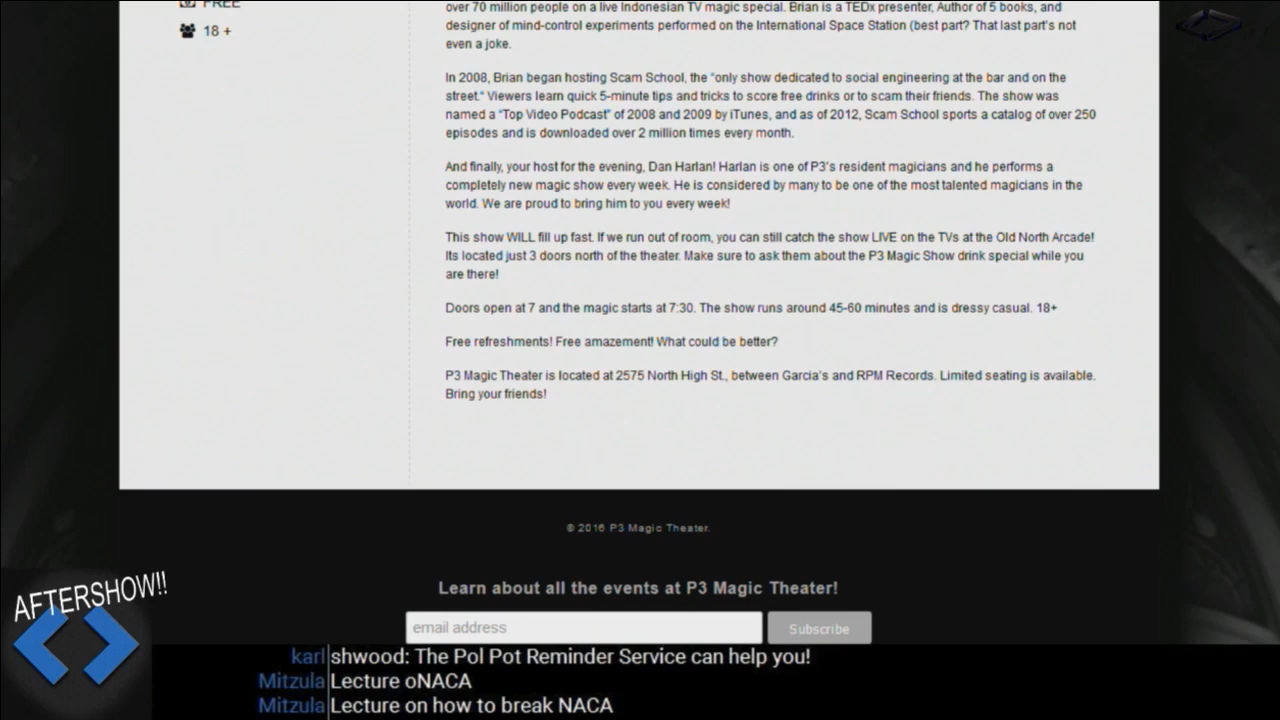 FREE
18 +
over 70 million people on a live Indonesian TV magic special. Brian is a TEDx presenter, Author of 5 books, and
designer of mind-control experiments performed on the International Space Station (best part? That last part's not
even a joke.
In 2008, Brian began hosting Scam School, the "only show dedicated to social engineering at the bar and on the
street." Viewers learn quick 5-minute tips and tricks to score free drinks or to scam their friends. The show was
named a "Top Video Podcast" of 2008 and 2009 by iTunes, and as of 2012, Scam School sports a catalog of over 250
episodes and is downloaded over 2 million times every month.
And finally, your host for the evening, Dan Harlan! Harlan is one of P3's resident magicians and he performs a
completely new magic show every week. He is considered by many to be one of the most talented magicians in the
world. We are proud to bring him to you every week!
This show WILL fill up fast. If we run out of room, you can still catch the show LIVE on the TVs at the Old North Arcade!
Its located just 3 doors north of the theater. Make sure to ask them about the P3 Magic Show drink special while you
are there!
Doors open at 7 and the magic starts at 7:30. The show runs around 45-60 minutes and is dressy casual. 18+
Free refreshments! Free amazement! What could be better?
P3 Magic Theater is located at 2575 North High St., between Garcia's and RPM Records. Limited seating is available.
Bring your friends!
© 2016 P3 Magic Theater.
Learn about all the events at P3 Magic Theater!
email address
Subscribe
AFTERSHOW!!
karl shwood: The Pol Pot Reminder Service can help you!
Mitzula Lecture oNACA
Mitzula Lecture on how to break NACA